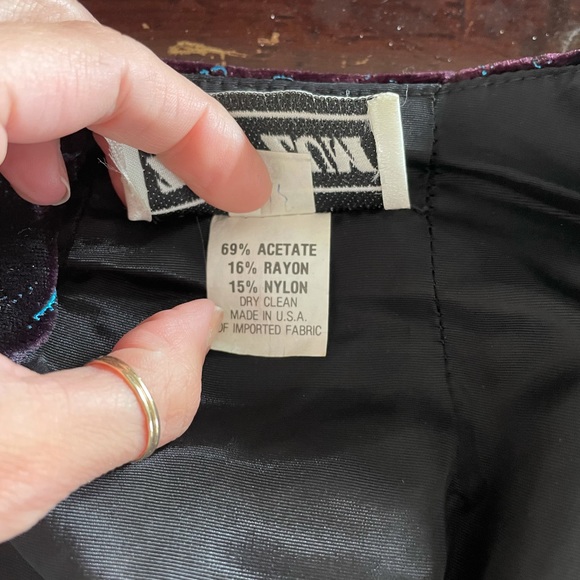 69% ACETATE
16% RAYON
15% NYLON
DRY CLEAN
MADE IN U.S.A.
OF IMPORTED FABRIC